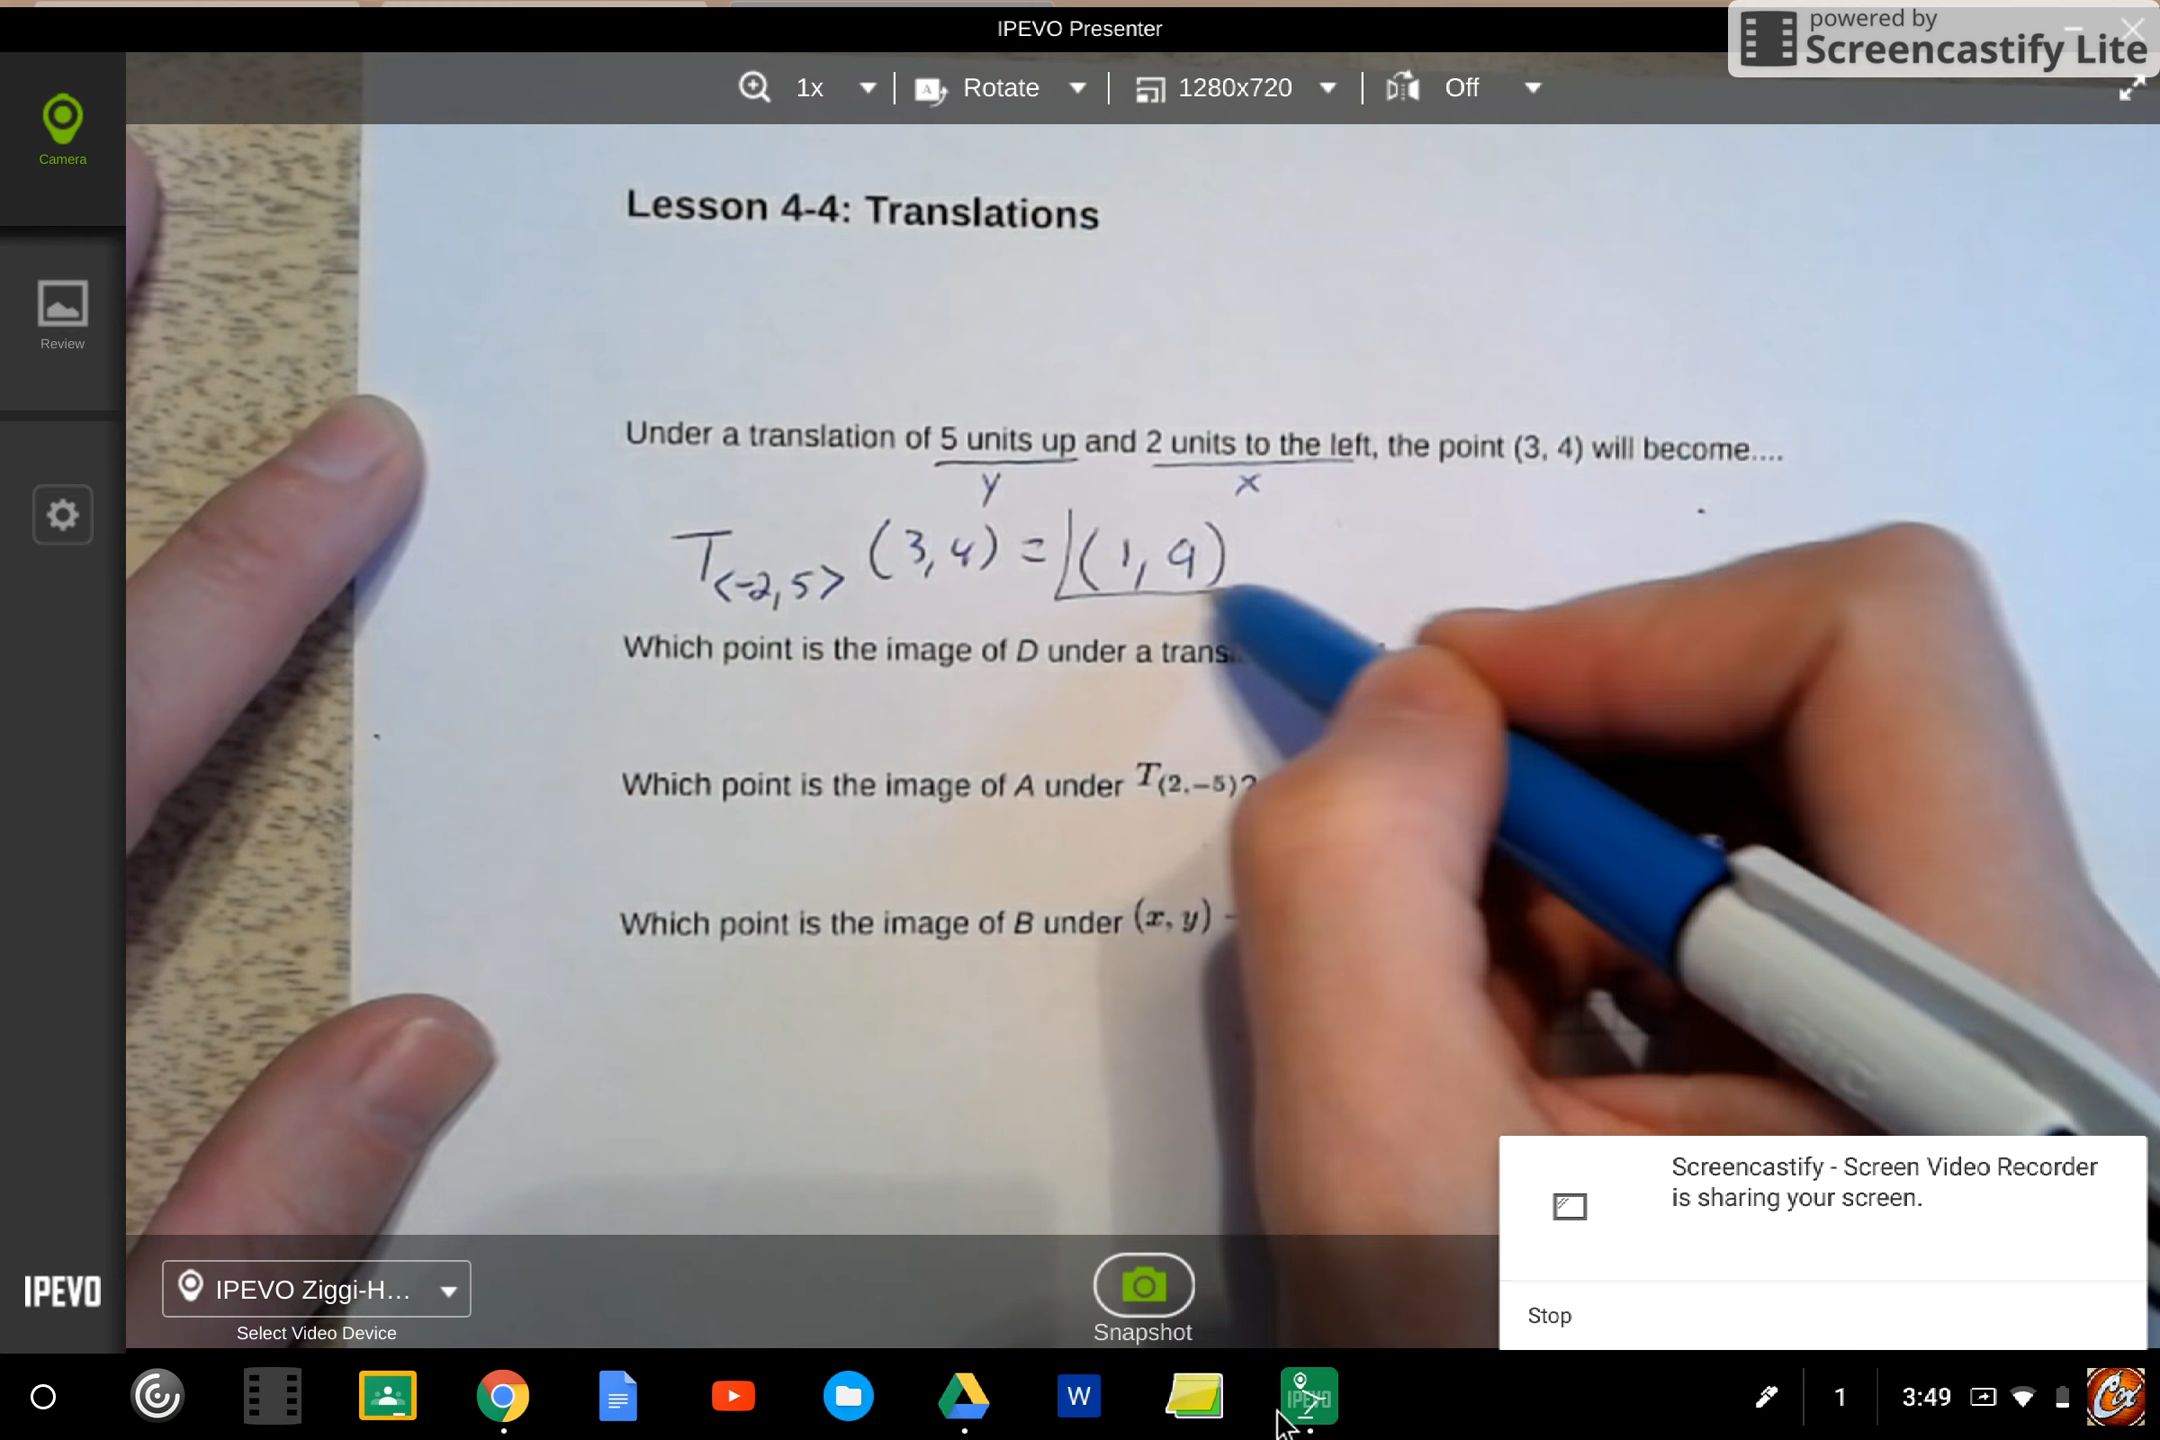 IPEVO Presenter
powered by
Screencastify Lite
1x
Rotate
1280x720
Off
Camera
Review
Lesson 4-4: Translations
Under a translation of 5 units up and 2 units to the left, the point (3, 4) will become....
y x
T<-2,5> (3,4) = (1,9)
Which point is the image of D under a
Which point is the image of A under T(2,-5)?
Which point is the image of B under (x, y)
Screencastify - Screen Video Recorder
is sharing your screen.
Stop
IPEVO
IPEVO Ziggi-H...
Select Video Device
Snapshot
W
IPEVO
1
3:49